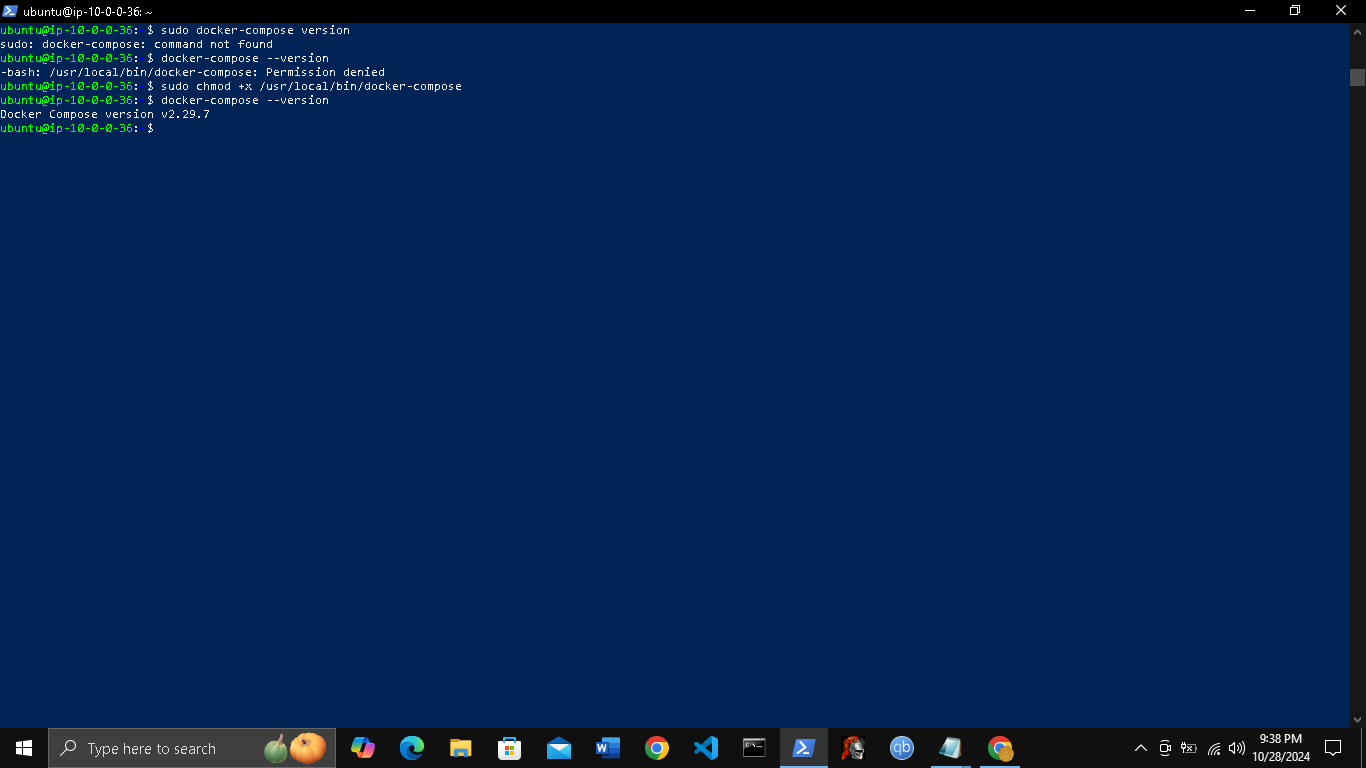 ubuntu@ip-10-0-0-36: ~
ubuntu@ip-10-0-0-36:~$ sudo docker-compose version
sudo: docker-compose: command not found
ubuntu@ip-10-0-0-36:~$ docker-compose --version
-bash: /usr/local/bin/docker-compose: Permission denied
ubuntu@ip-10-0-0-36:~$ sudo chmod +x /usr/local/bin/docker-compose
ubuntu@ip-10-0-0-36:~$ docker-compose --version
Docker Compose version v2.29.7
ubuntu@ip-10-0-0-36:~$
Type here to search
qb
9:38 PM
10/28/2024